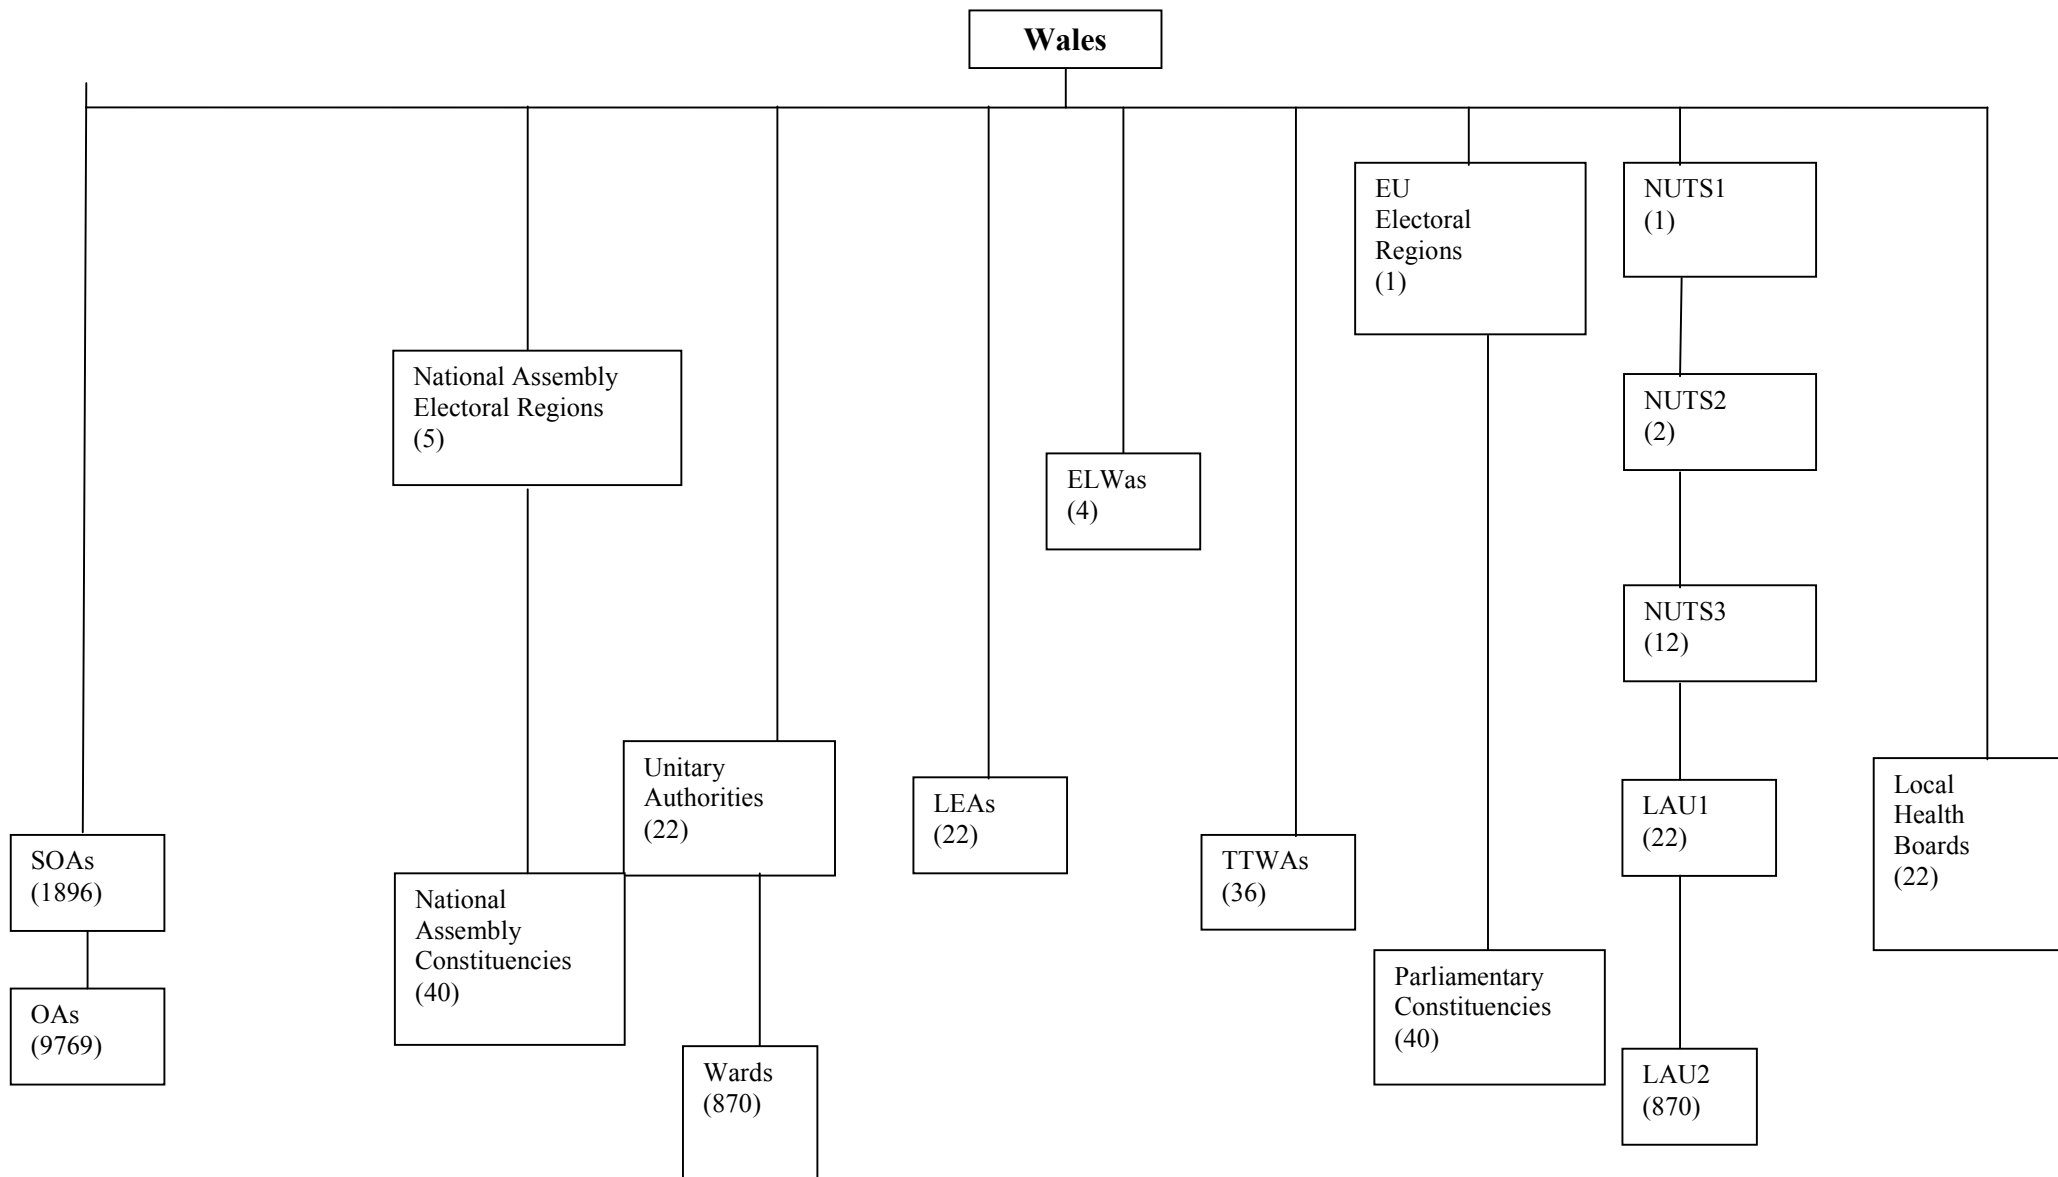 Wales
EU
Electoral
Regions
(1)
NUTS1
(1)
National Assembly
Electoral Regions
(5)
NUTS2
(2)
ELWas
(4)
NUTS3
(12)
Unitary
Authorities
(22)
LEAs
(22)
LAU1
(22)
Local
Health
Boards
(22)
SOAs
(1896)
TTWAs
(36)
National
Assembly
Constituencies
(40)
Parliamentary
Constituencies
(40)
OAs
(9769)
Wards
(870)
LAU2
(870)